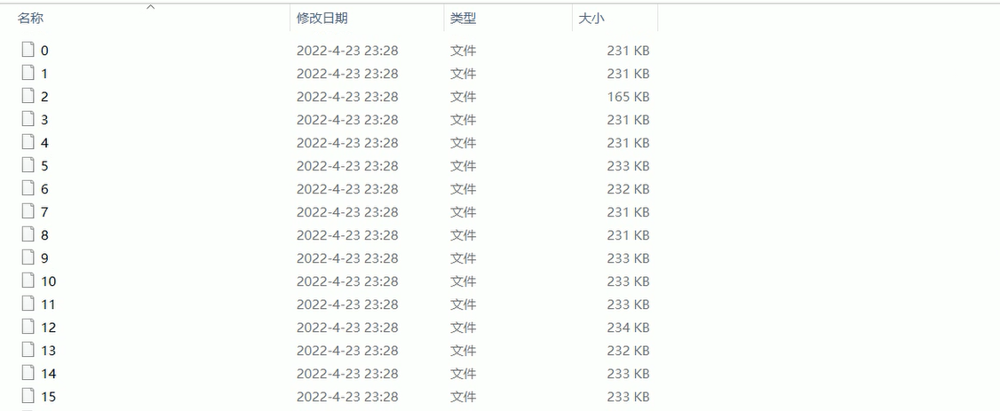 名称 修改日期 类型 大小
0 2022-4-23 23:28 文件 231 KB
1 2022-4-23 23:28 文件 231 KB
2 2022-4-23 23:28 文件 165 KB
3 2022-4-23 23:28 文件 231 KB
4 2022-4-23 23:28 文件 231 KB
5 2022-4-23 23:28 文件 233 KB
6 2022-4-23 23:28 文件 232 KB
7 2022-4-23 23:28 文件 231 KB
8 2022-4-23 23:28 文件 231 KB
9 2022-4-23 23:28 文件 233 KB
10 2022-4-23 23:28 文件 233 KB
11 2022-4-23 23:28 文件 233 KB
12 2022-4-23 23:28 文件 234 KB
13 2022-4-23 23:28 文件 232 KB
14 2022-4-23 23:28 文件 233 KB
15 2022-4-23 23:28 文件 233 KB